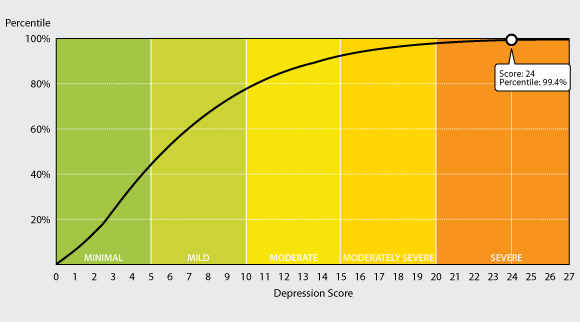 Percentile
100%
80%
60%
40%
20%
Score: 24
Percentile: 99.4%
MINIMAL MILD MODERATE MODERATELY SEVERE SEVERE
0 1 2 3 4 5 6 7 8 9 10 11 12 13 14 15 16 17 18 19 20 21 22 23 24 25 26 27
Depression Score